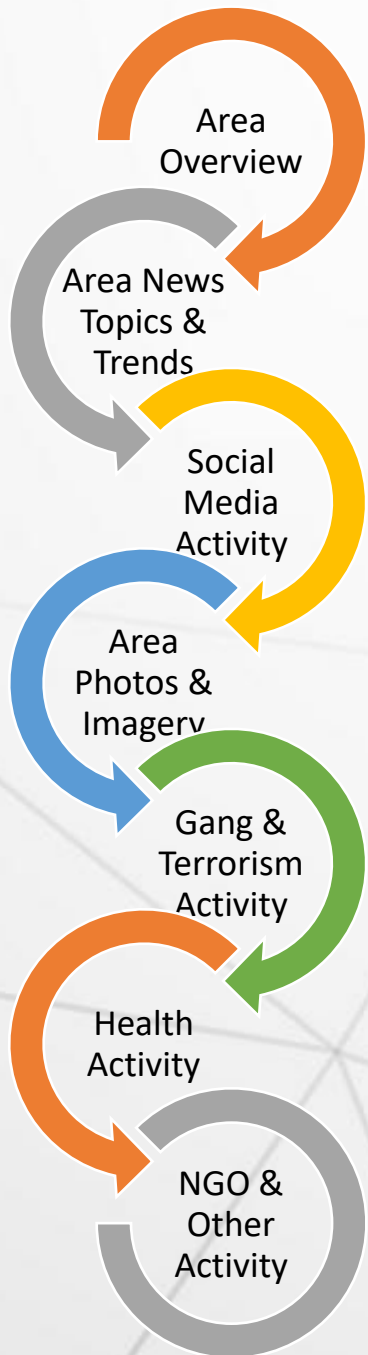 Area
Overview
Area News
Topics &
Trends
Social
Media
Activity
Area
Photos &
Imagery
Gang &
Terrorism
Activity
Health
Activity
NGO &
Other
Activity